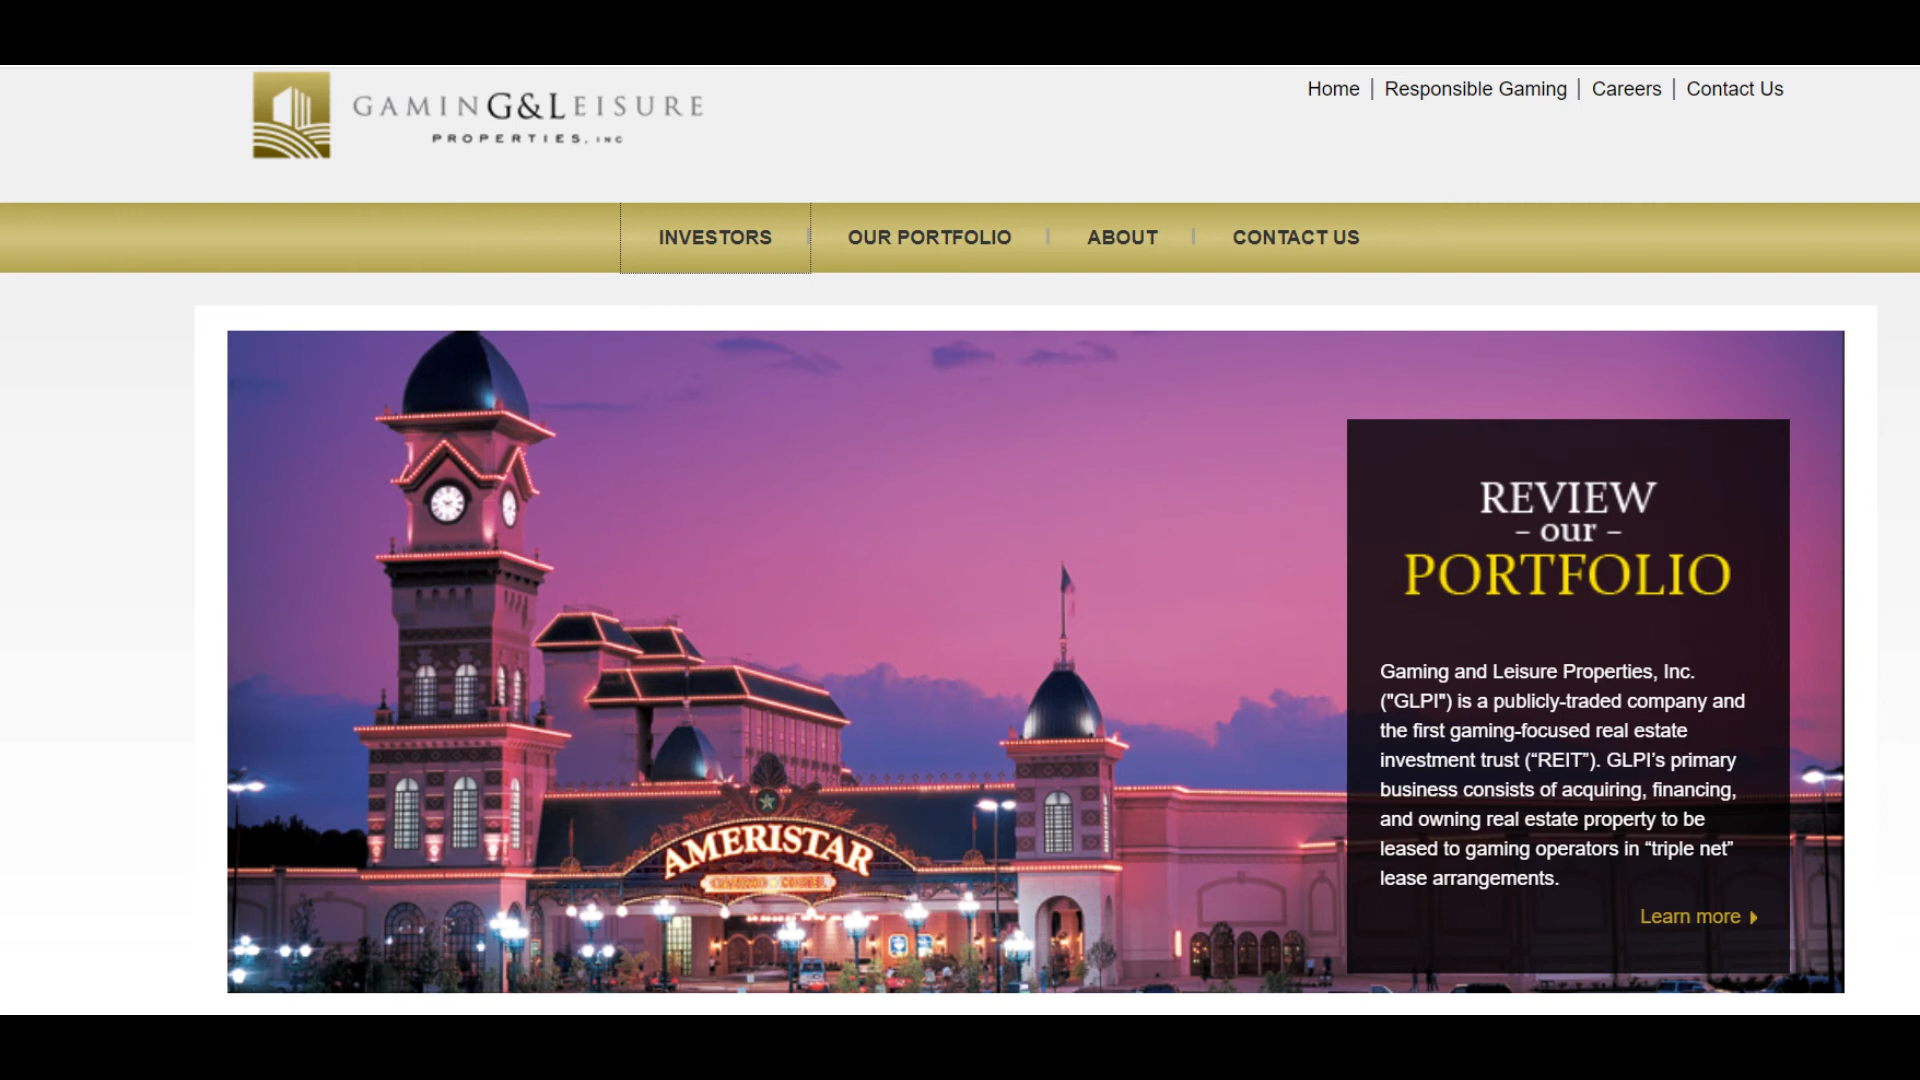 GAMING&LEISURE
PROPERTIES, INC
Home | Responsible Gaming | Careers | Contact Us
INVESTORS | OUR PORTFOLIO | ABOUT | CONTACT US
REVIEW
- our -
PORTFOLIO
Gaming and Leisure Properties, Inc.
("GLPI") is a publicly-traded company and
the first gaming-focused real estate
investment trust (“REIT”). GLPI’s primary
business consists of acquiring, financing,
and owning real estate property to be
leased to gaming operators in “triple net”
lease arrangements.
Learn more
AMERISTAR